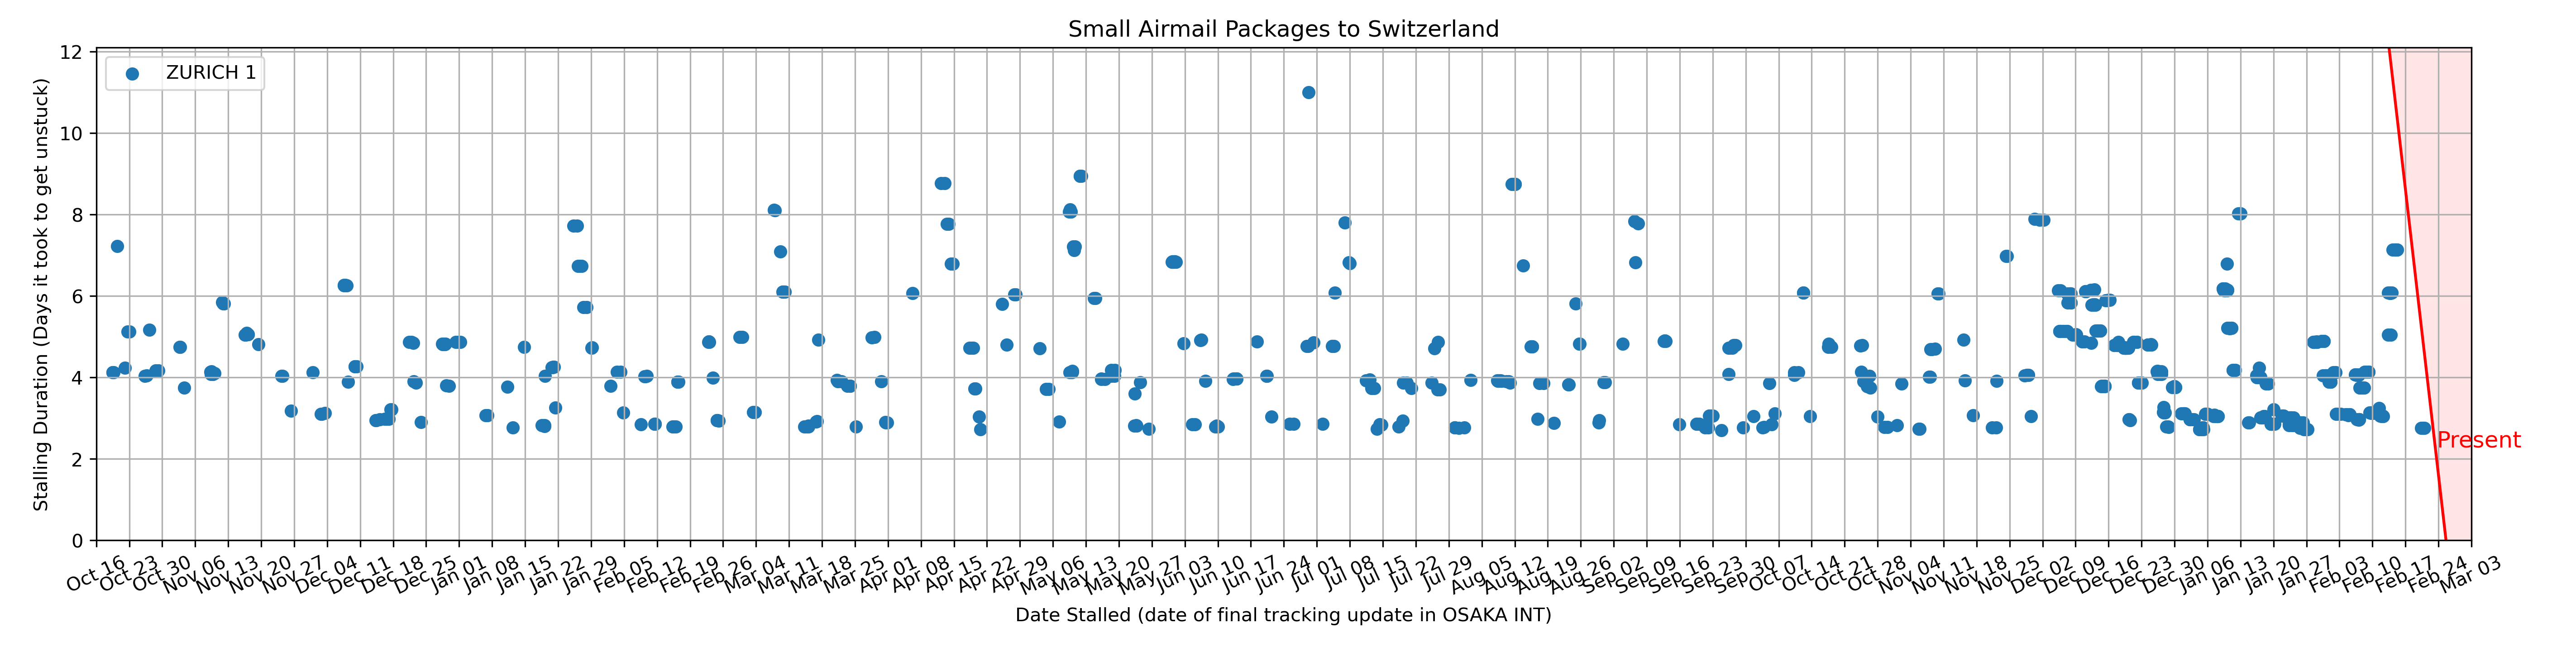 Small Airmail Packages to Switzerland
ZURICH 1
Stalling Duration (Days it took to get unstuck)
12
10
8
6
4
2
0
Present
Oct 16
Oct 23
Oct 30
Nov 06
Nov 13
Nov 20
Nov 27
Dec 04
Dec 11
Dec 18
Dec 25
Jan 01
Jan 08
Jan 15
Jan 22
Jan 29
Feb 05
Feb 12
Feb 19
Feb 26
Mar 04
Mar 11
Mar 18
Mar 25
Apr 01
Apr 08
Apr 15
Apr 22
Apr 29
May 06
May 13
May 20
May 27
Jun 03
Jun 10
Jun 17
Jun 24
Jul 01
Jul 08
Jul 15
Jul 22
Jul 29
Aug 05
Aug 12
Aug 19
Aug 26
Sep 02
Sep 09
Sep 16
Sep 23
Sep 30
Oct 07
Oct 14
Oct 21
Oct 28
Nov 04
Nov 11
Nov 18
Nov 25
Dec 02
Dec 09
Dec 16
Dec 23
Dec 30
Jan 06
Jan 13
Jan 20
Jan 27
Feb 03
Feb 10
Feb 17
Feb 24
Mar 03
Date Stalled (date of final tracking update in OSAKA INT)